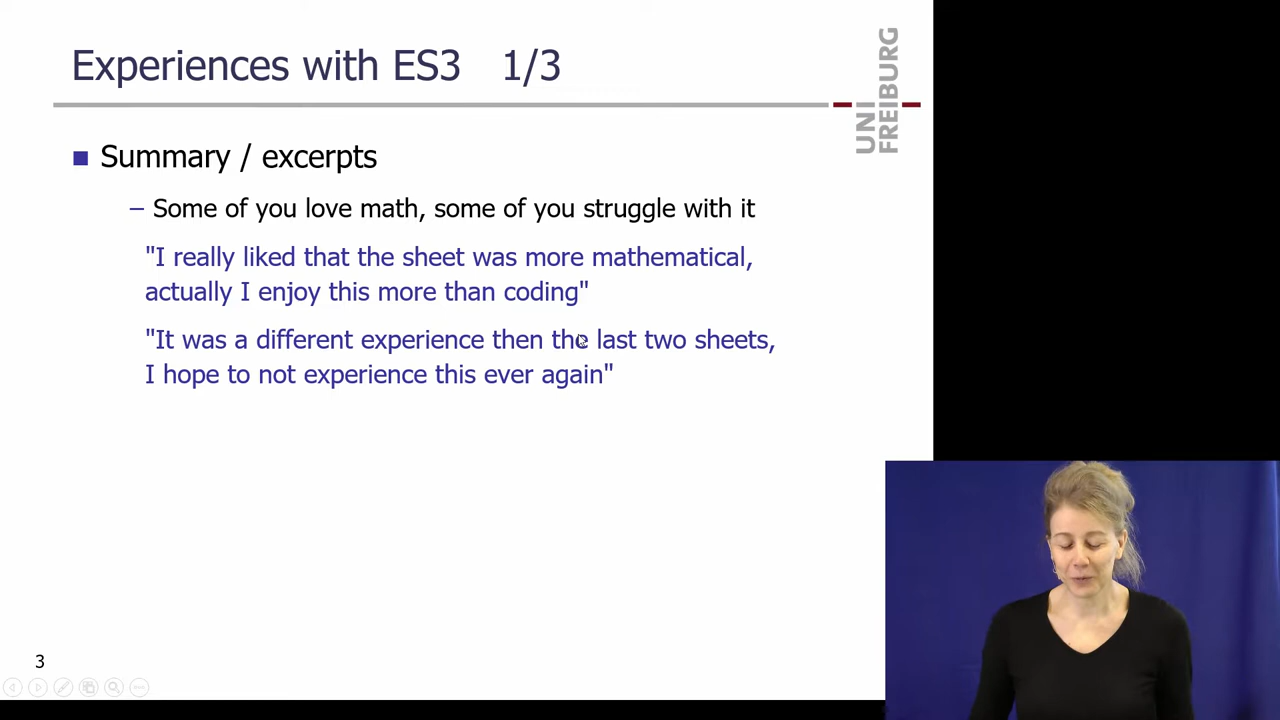 Experiences with ES3 1/3
UNI
FREIBURG
Summary / excerpts
– Some of you love math, some of you struggle with it
"I really liked that the sheet was more mathematical,
actually I enjoy this more than coding"
"It was a different experience then the last two sheets,
I hope to not experience this ever again"
3